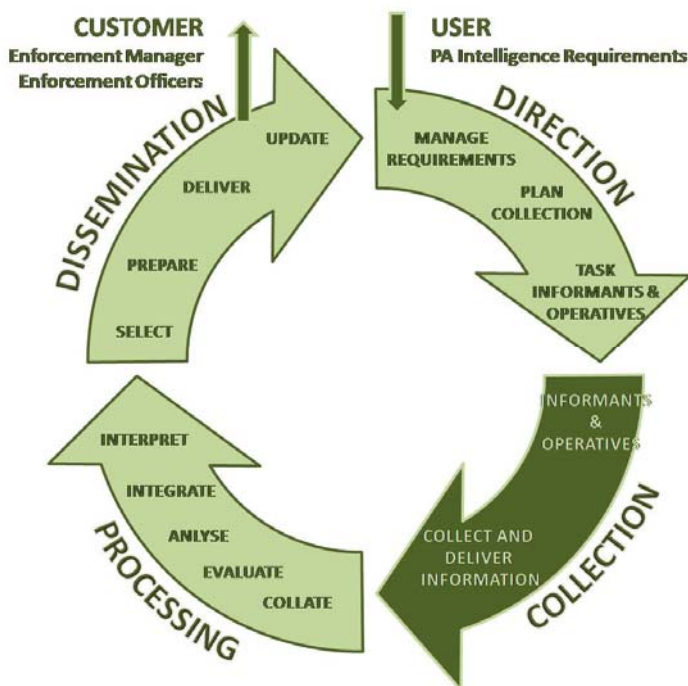 CUSTOMER
Enforcement Manager
Enforcement Officers
USER
PA Intelligence Requirements
DIRECTION
MANAGE
REQUIREMENTS
PLAN
COLLECTION
TASK
INFORMANTS &
OPERATIVES
INFORMANTS
&
OPERATIVES
COLLECT AND
DELIVER
INFORMATION
COLLECTION
COLLATE
EVALUATE
ANLYSE
INTEGRATE
INTERPRET
PROCESSING
SELECT
PREPARE
DELIVER
UPDATE
DISSEMINATION